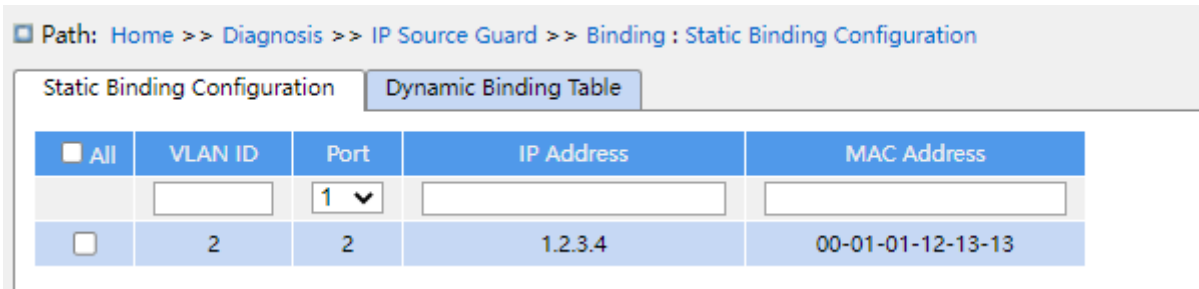 Path: Home >> Diagnosis >> IP Source Guard >> Binding : Static Binding Configuration
Static Binding Configuration Dynamic Binding Table
All VLAN ID Port IP Address MAC Address
1
2 2 1.2.3.4 00-01-01-12-13-13